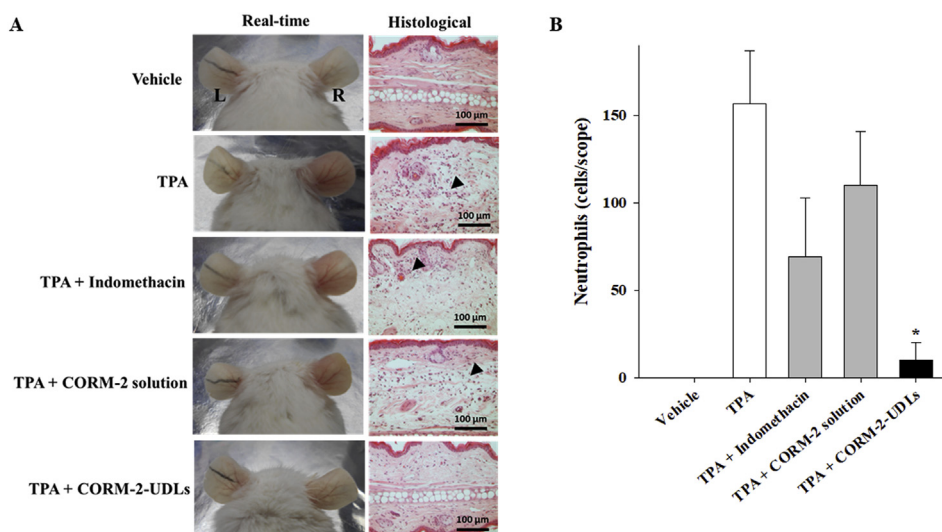 A
Real-time
Histological
Vehicle
L
R
100 µm
TPA
100 µm
TPA + Indomethacin
100 µm
TPA + CORM-2 solution
100 µm
TPA + CORM-2-UDLs
100 µm
B
Neutrophils (cells/scope)
150
100
50
0
*
Vehicle
TPA
TPA + Indomethacin
TPA + CORM-2 solution
TPA + CORM-2-UDLs